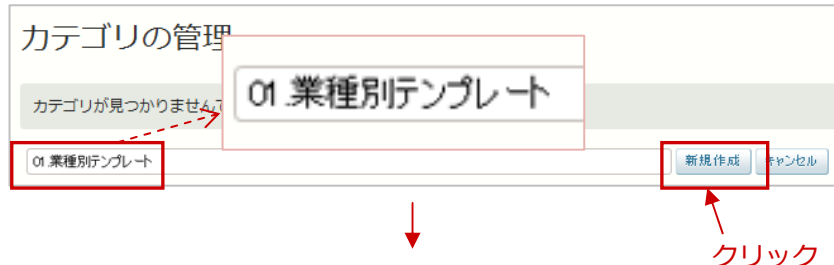 カテゴリの管理
01.業種別テンプレート
カテゴリが見つかりませんで
01.業種別テンプレート
新規作成
キャンセル
クリック